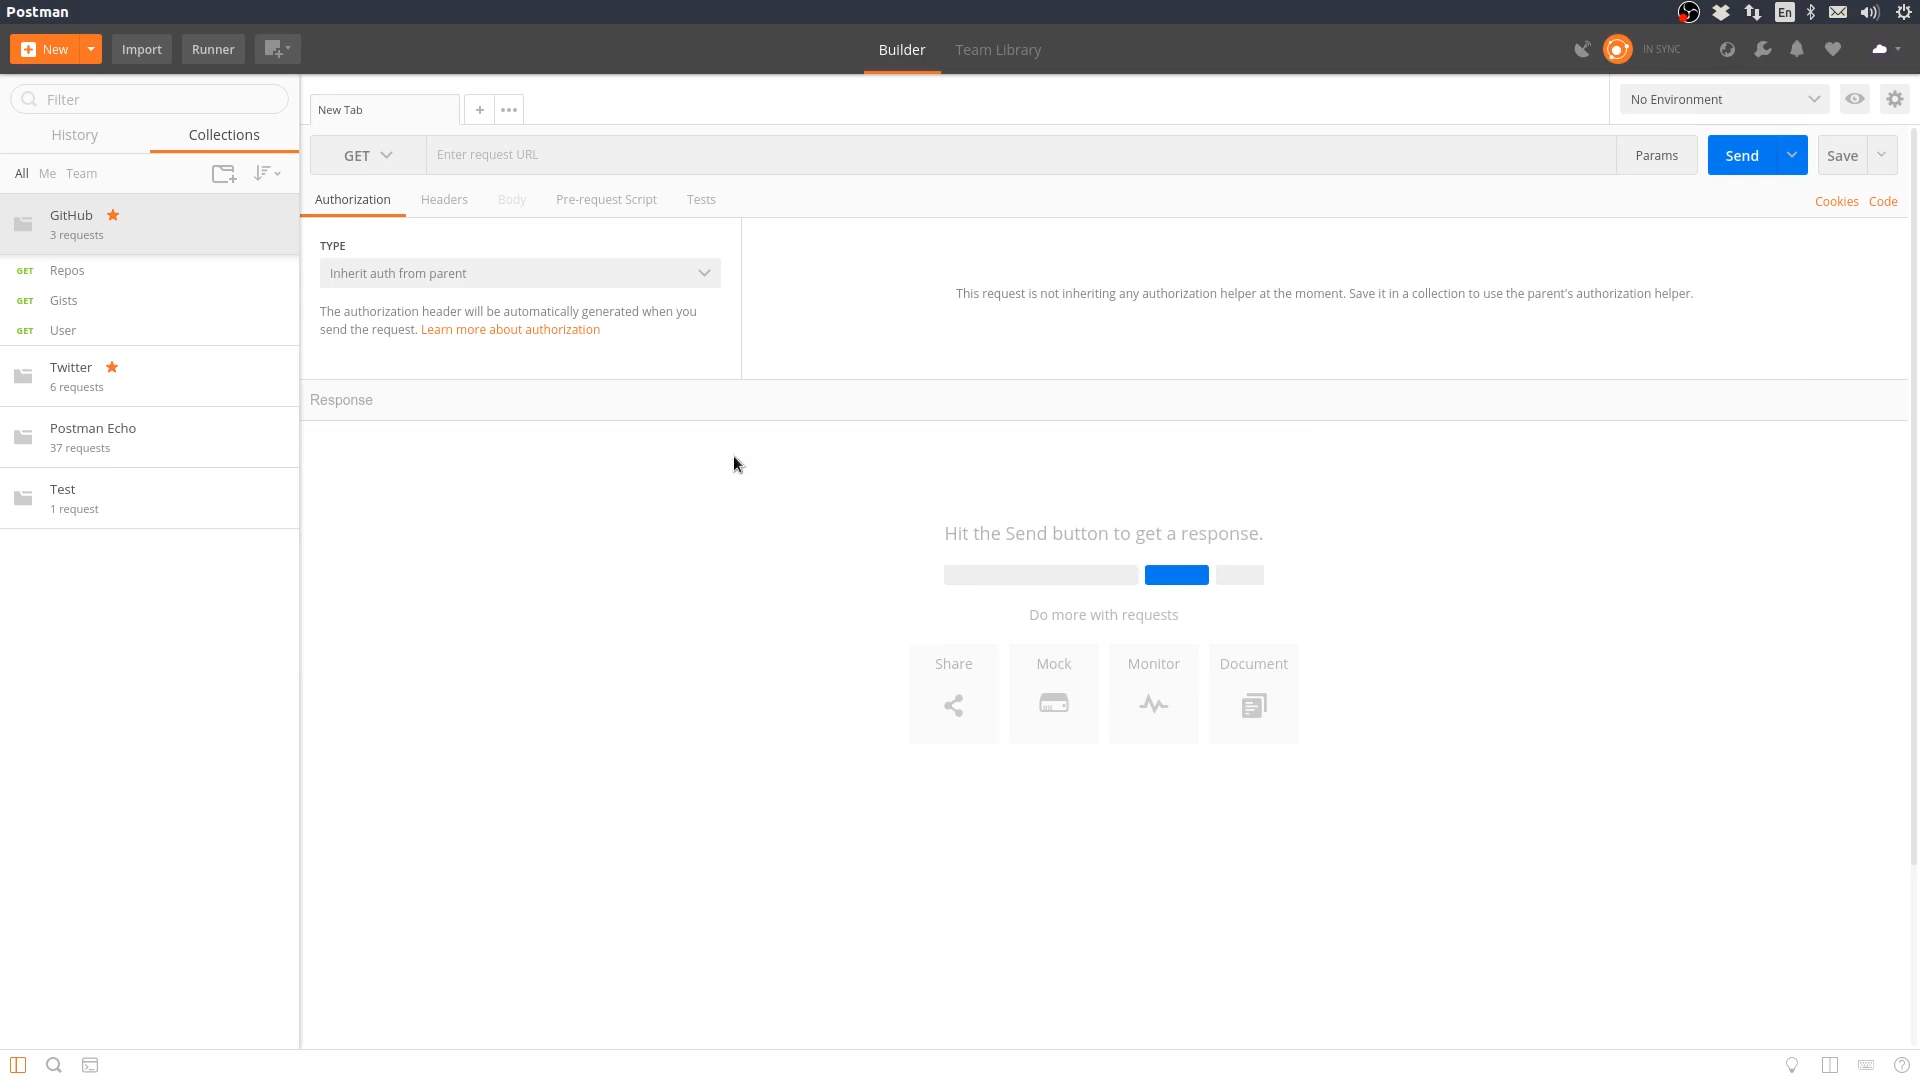 Postman
En
New
Import
Runner
Builder
Team Library
IN SYNC
Filter
History
Collections
All Me Team
GitHub
3 requests
GET Repos
GET Gists
GET User
Twitter
6 requests
Postman Echo
37 requests
Test
1 request
New Tab
No Environment
GET
Enter request URL
Params
Send
Save
Authorization
Headers
Body
Pre-request Script
Tests
Cookies
Code
TYPE
Inherit auth from parent
The authorization header will be automatically generated when you
send the request. Learn more about authorization
This request is not inheriting any authorization helper at the moment. Save it in a collection to use the parent's authorization helper.
Response
Hit the Send button to get a response.
Do more with requests
Share
Mock
Monitor
Document